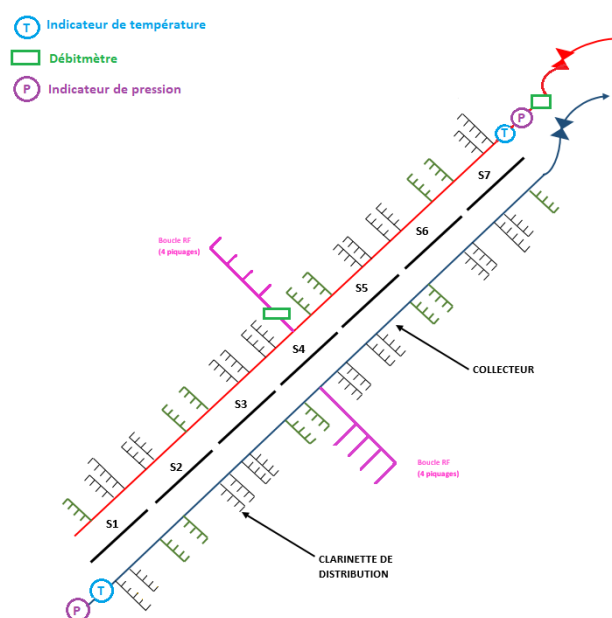 T Indicateur de température
Débitmètre
P Indicateur de pression
P
T
S7
S6
Boucle RF
(4 piquages)
S5
S4
COLLECTEUR
S3
Boucle RF
(4 piquages)
S2
S1
CLARINETTE DE
DISTRIBUTION
T
P